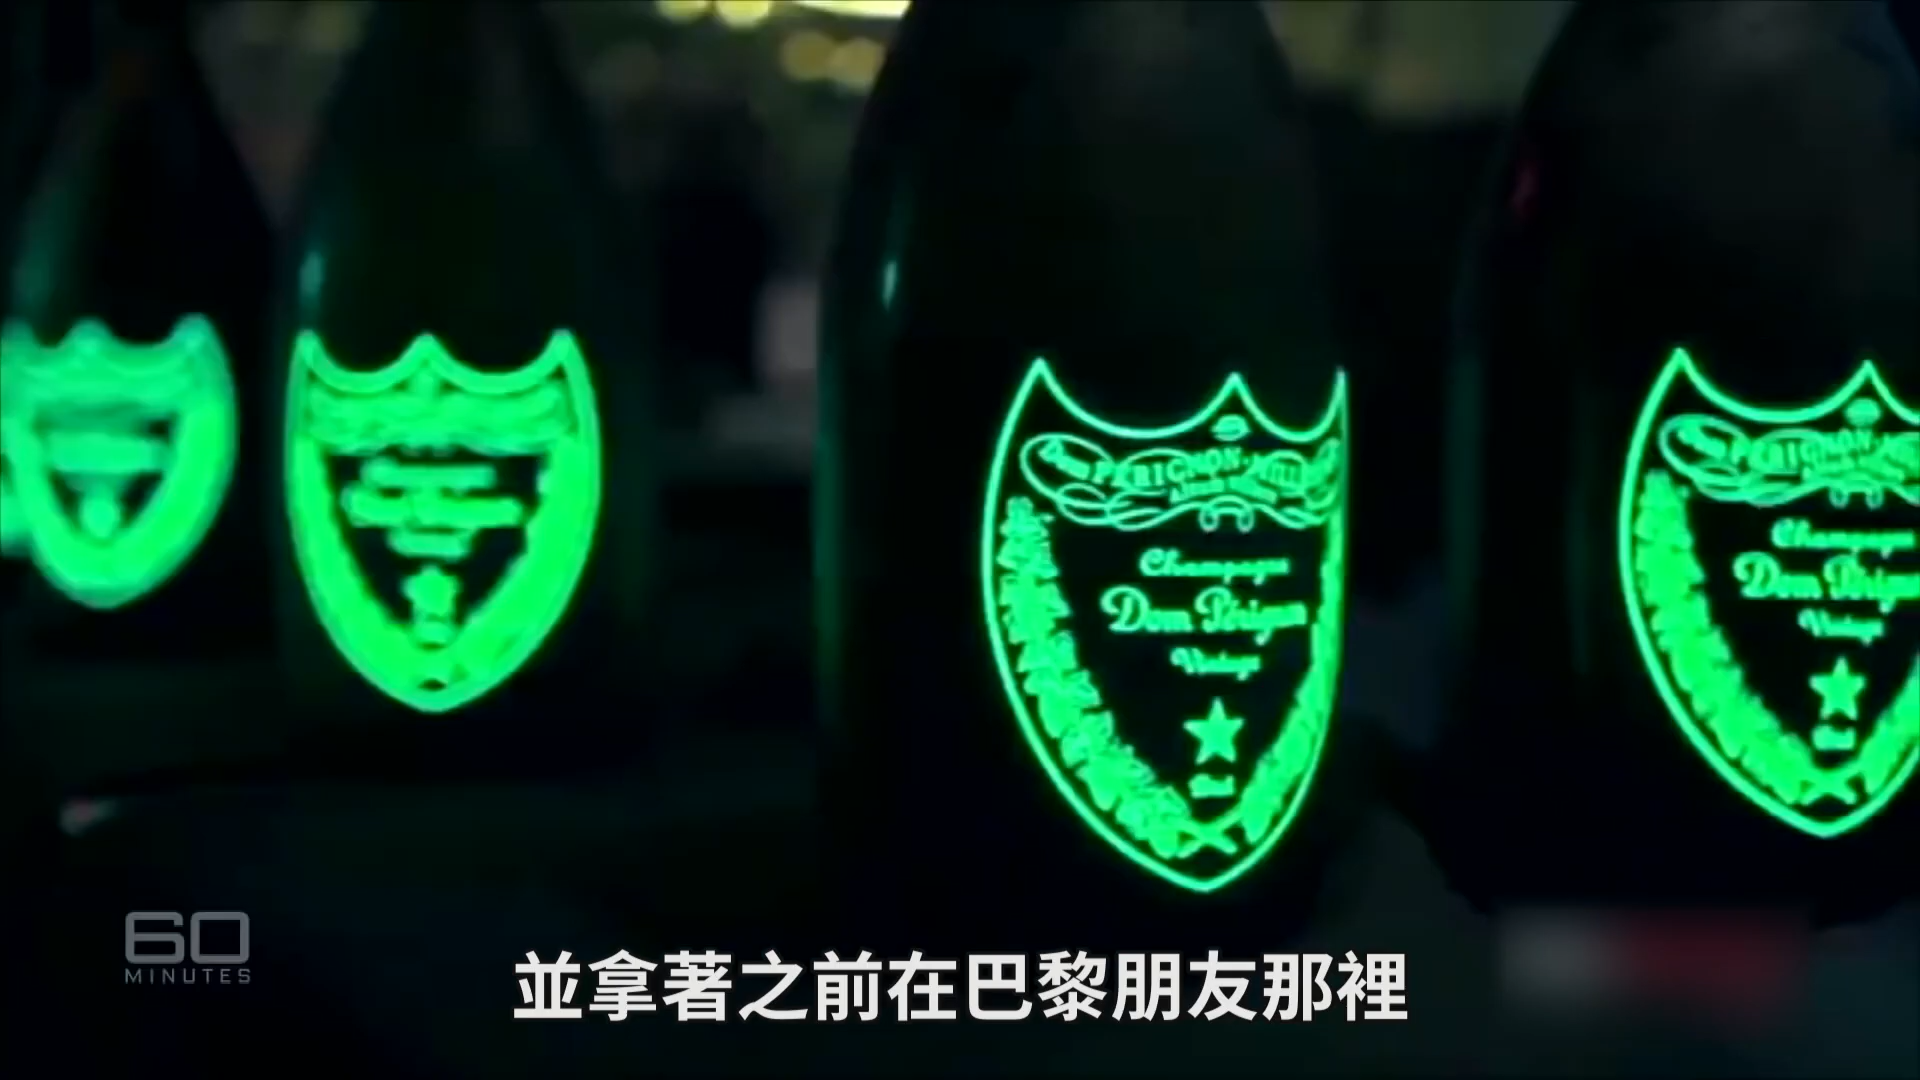 Dom PERIGNON
Champagne
Dom Pérignon
Vintage
PERIGNON
Champagne
Dom Pérignon
Vintage
60
MINUTES
並拿著之前在巴黎朋友那裡